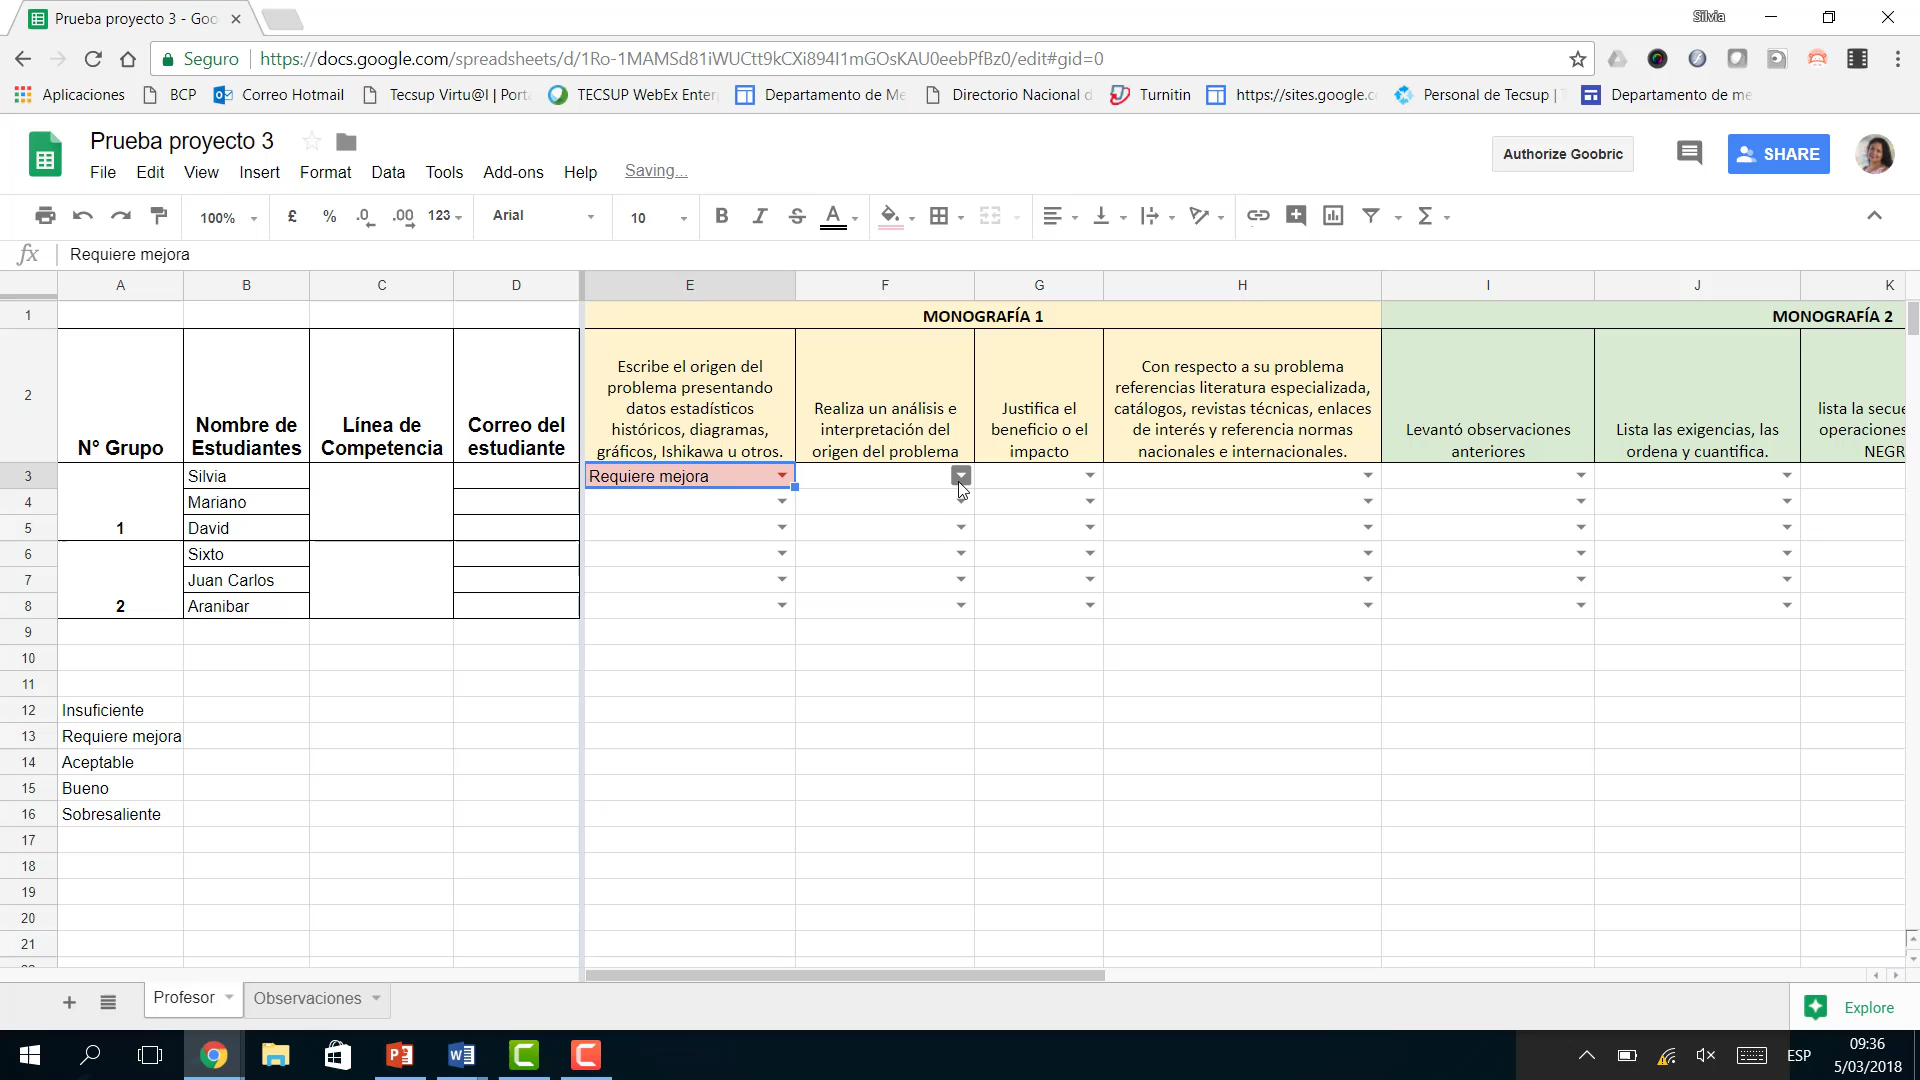 Prueba proyecto 3 - Goo
Silvia
Seguro
https://docs.google.com/spreadsheets/d/1Ro-1MAMSd81iWUCtt9kCXi894I1mGOsKAU0eebPfBz0/edit#gid=0
Aplicaciones BCP Correo Hotmail Tecsup Virtu@l | Porta TECSUP WebEx Enter Departamento de Me Directorio Nacional d Turnitin https://sites.google.c Personal de Tecsup | Departamento de me
Prueba proyecto 3
Authorize Goobric
SHARE
File Edit View Insert Format Data Tools Add-ons Help Saving...
100% £ % .0 .00 123 Arial 10 B I S A Σ
fx Requiere mejora
A B C D E F G H I J K
1 MONOGRAFÍA 1 MONOGRAFÍA 2
2
N° Grupo
Nombre de
Estudiantes
Línea de
Competencia
Correo del
estudiante
Escribe el origen del
problema presentando
datos estadísticos
históricos, diagramas,
gráficos, Ishikawa u otros.
Realiza un análisis e
interpretación del
origen del problema
Justifica el
beneficio o el
impacto
Con respecto a su problema
referencias literatura especializada,
catálogos, revistas técnicas, enlaces
de interés y referencia normas
nacionales e internacionales.
Levantó observaciones
anteriores
Lista las exigencias, las
ordena y cuantifica.
lista la secue
operaciones
NEGR
3 Silvia Requiere mejora
4 Mariano
5 1 David
6 Sixto
7 Juan Carlos
8 2 Aranibar
9
10
11
12 Insuficiente
13 Requiere mejora
14 Aceptable
15 Bueno
16 Sobresaliente
17
18
19
20
21
Profesor Observaciones
Explore
ESP
09:36
5/03/2018